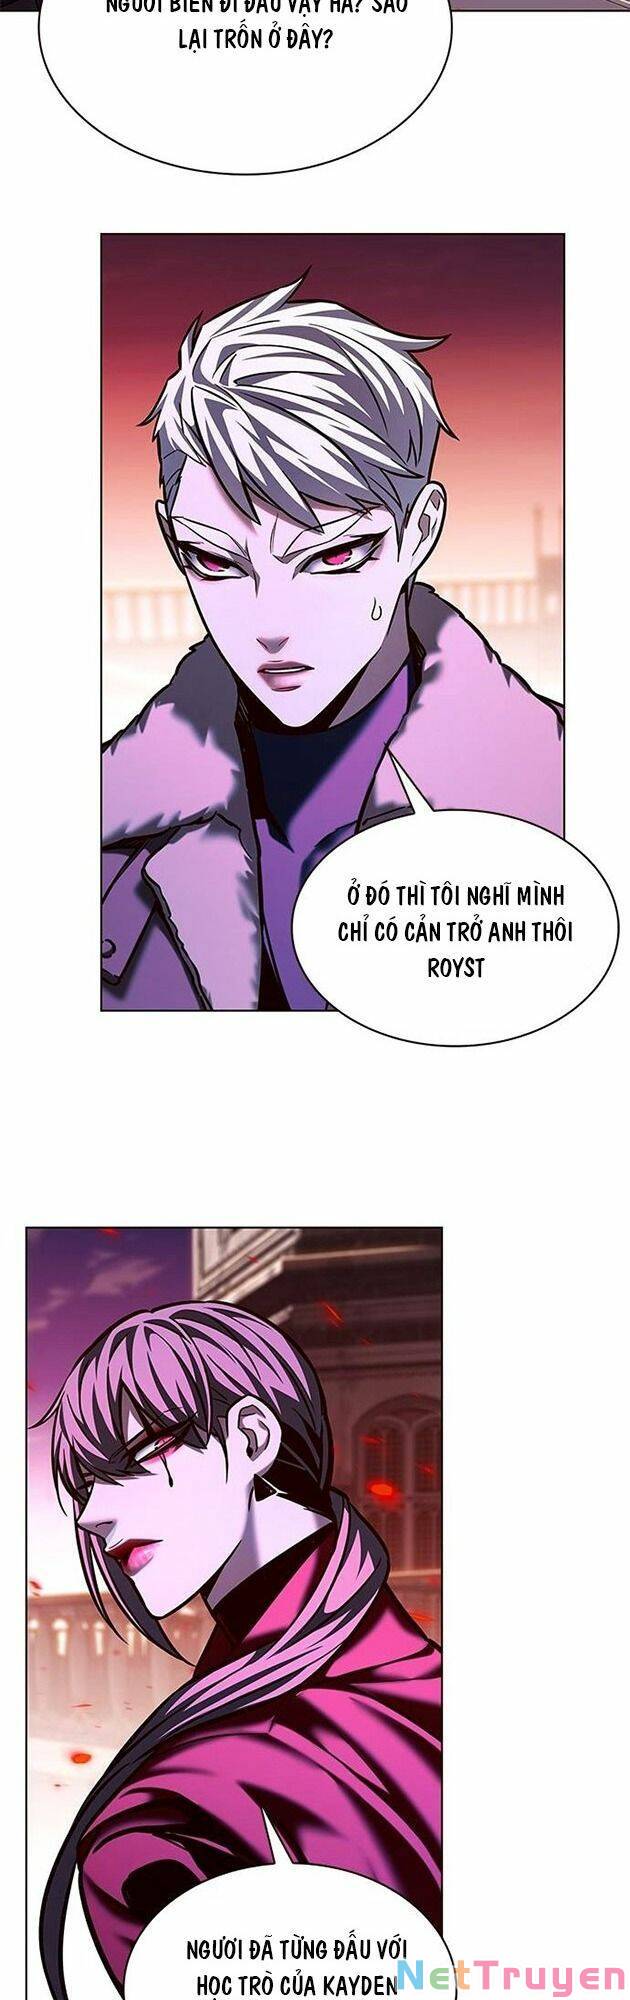 NGƯƠI BIẾN ĐI ĐÂU VẬY HẢ? SAO
LẠI TRỐN Ở ĐÂY?
Ở ĐÓ THÌ TÔI NGHĨ MÌNH
CHỈ CÓ CẢN TRỞ ANH THÔI
ROYST
NGƯƠI ĐÃ TỪNG ĐẤU VỚI
HỌC TRÒ CỦA KAYDEN
NetTruyen